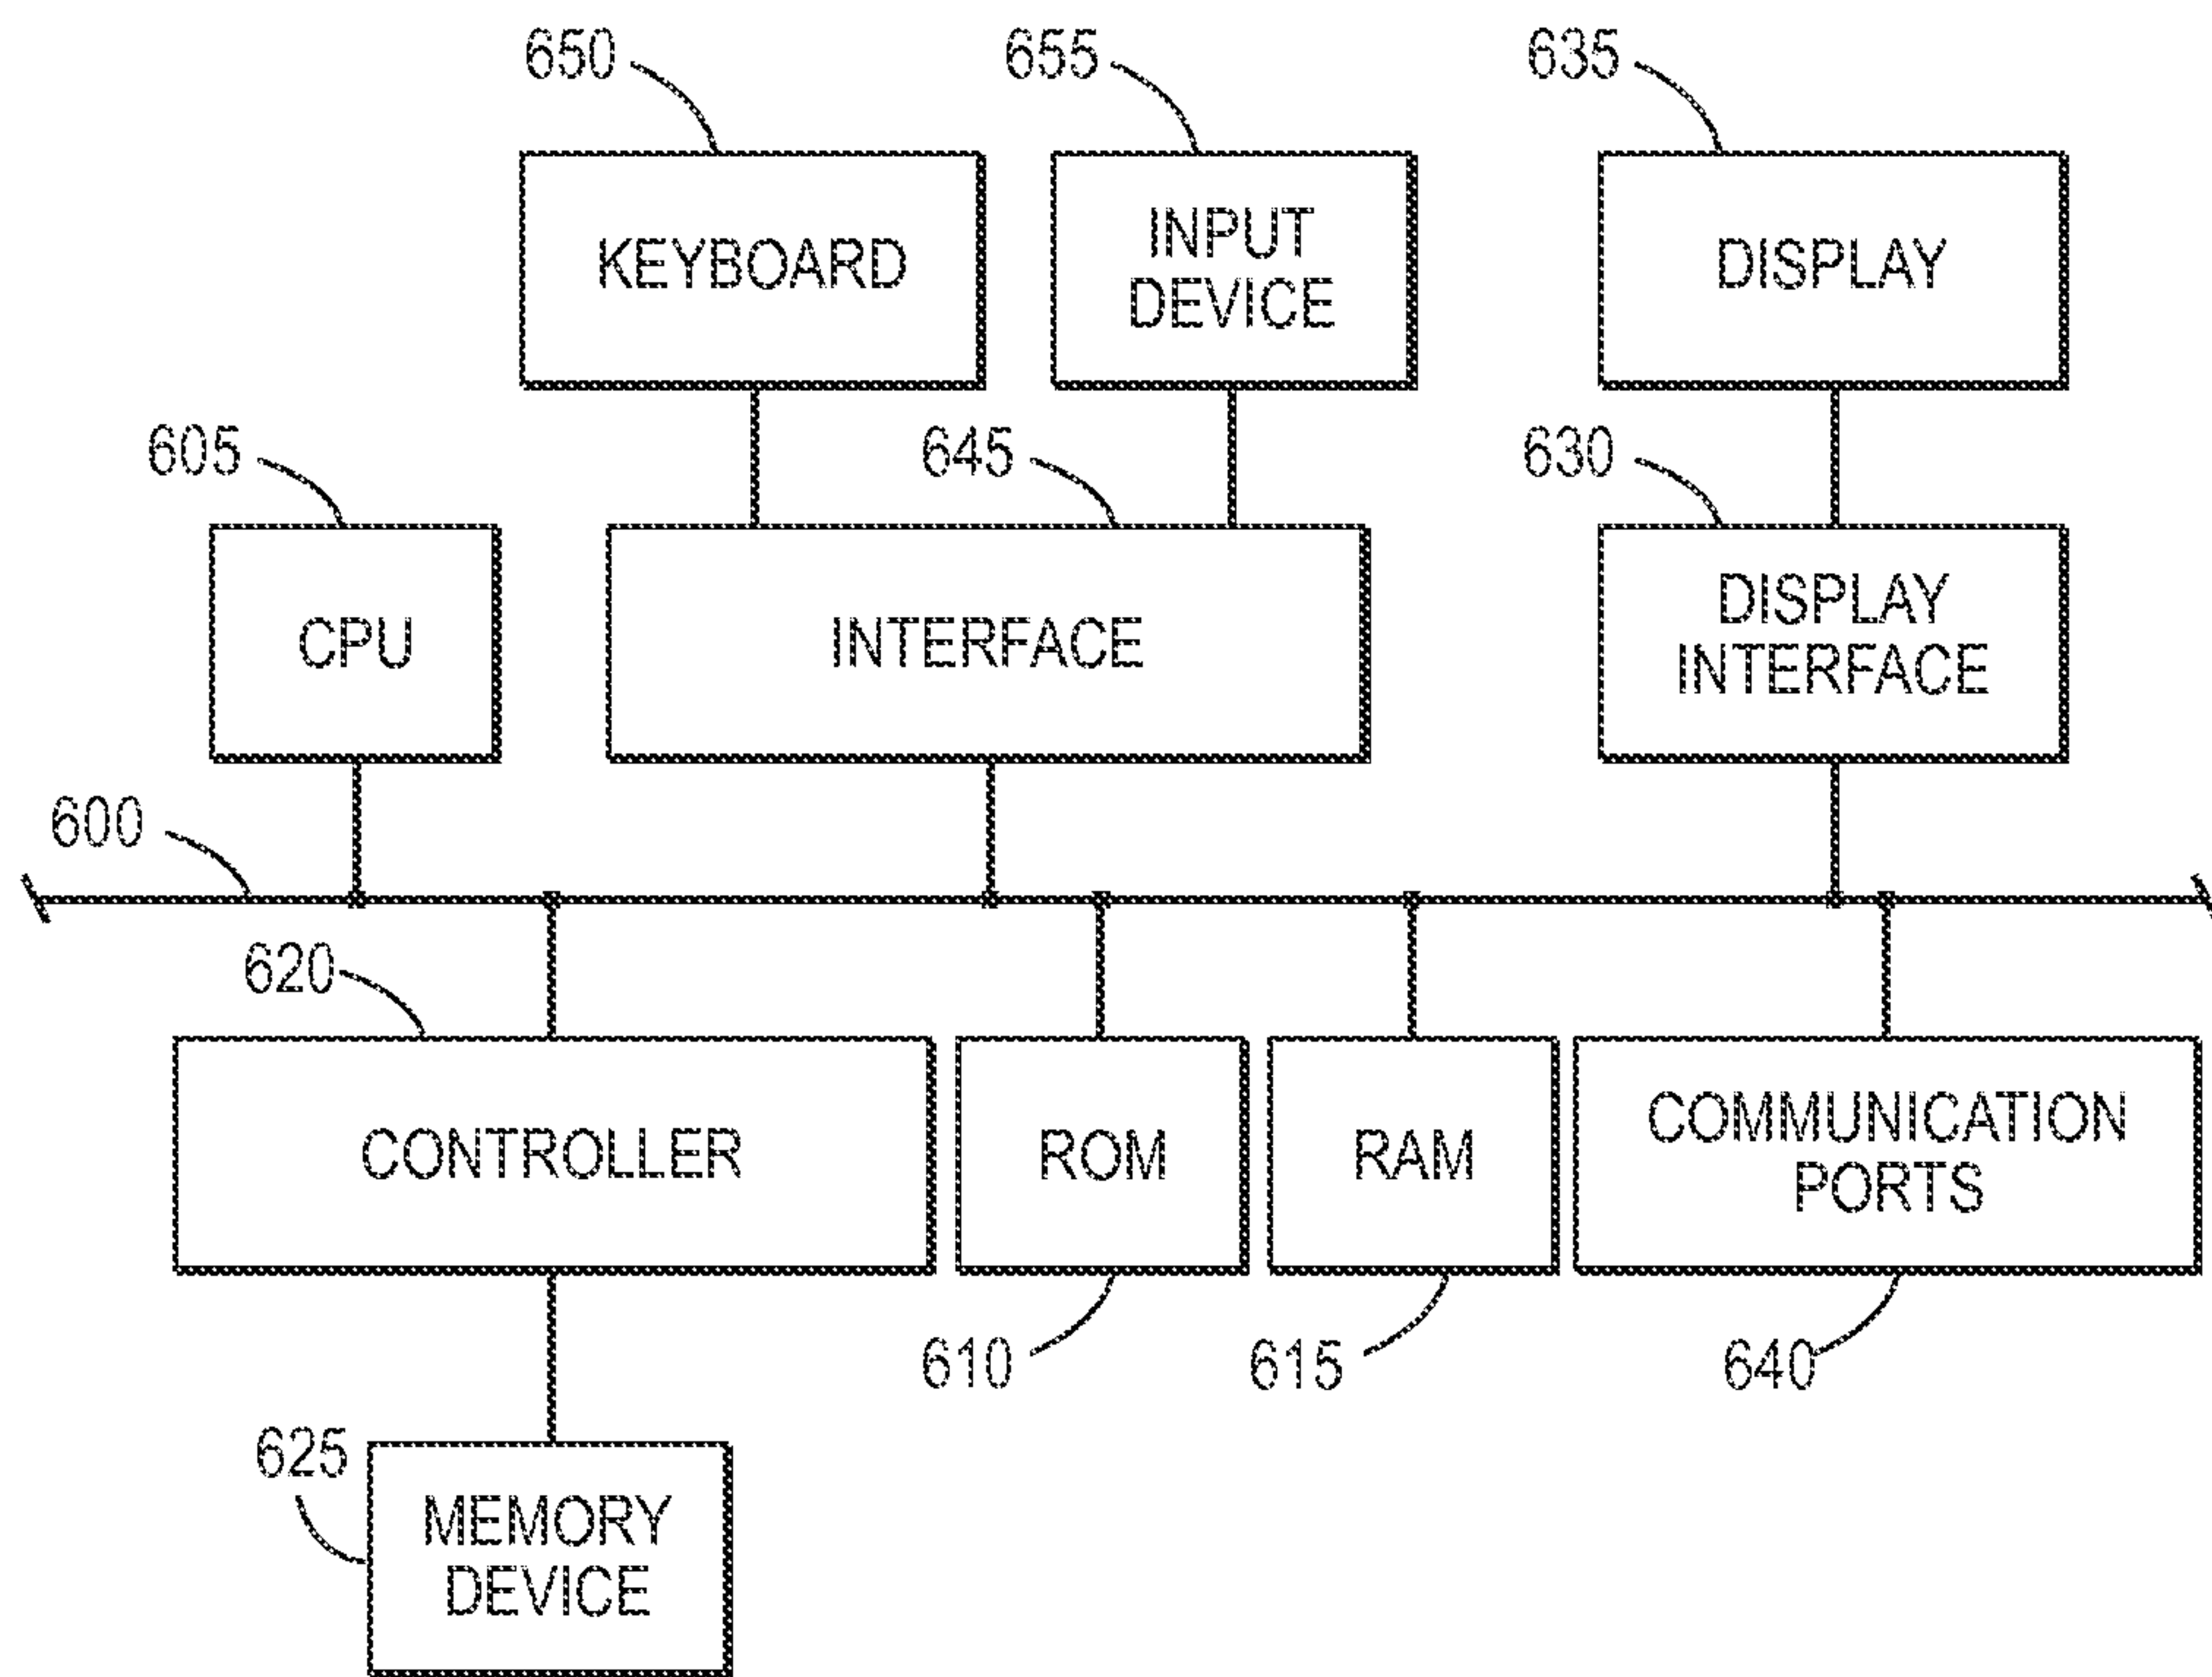 650
655
635
KEYBOARD
INPUT
DEVICE
DISPLAY
605
645
630
CPU
INTERFACE
DISPLAY
INTERFACE
600
620
CONTROLLER
ROM
RAM
COMMUNICATION
PORTS
610
615
640
625
MEMORY
DEVICE